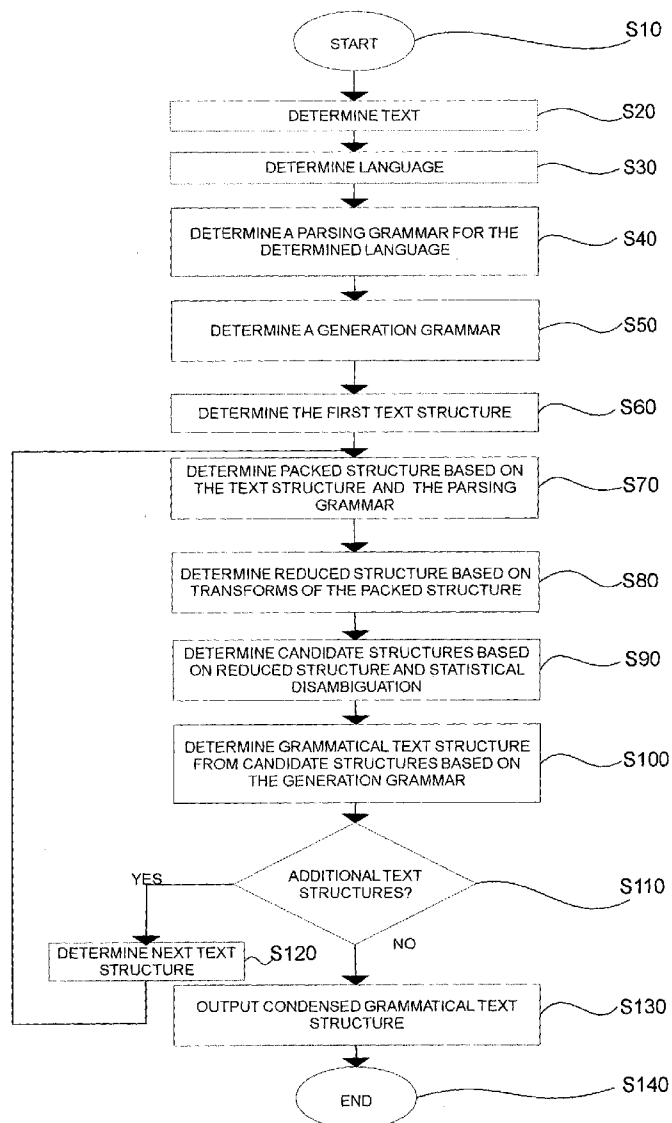 START
S10
DETERMINE TEXT
S20
DETERMINE LANGUAGE
S30
DETERMINE A PARSING GRAMMAR FOR THE
DETERMINED LANGUAGE
S40
DETERMINE A GENERATION GRAMMAR
S50
DETERMINE THE FIRST TEXT STRUCTURE
S60
DETERMINE PACKED STRUCTURE BASED ON
THE TEXT STRUCTURE AND THE PARSING
GRAMMAR
S70
DETERMINE REDUCED STRUCTURE BASED ON
TRANSFORMS OF THE PACKED STRUCTURE
S80
DETERMINE CANDIDATE STRUCTURES BASED
ON REDUCED STRUCTURE AND STATISTICAL
DISAMBIGUATION
S90
DETERMINE GRAMMATICAL TEXT STRUCTURE
FROM CANDIDATE STRUCTURES BASED ON
THE GENERATION GRAMMAR
S100
ADDITIONAL TEXT
STRUCTURES?
S110
YES
NO
DETERMINE NEXT TEXT
STRUCTURE
S120
OUTPUT CONDENSED GRAMMATICAL TEXT
STRUCTURE
S130
END
S140